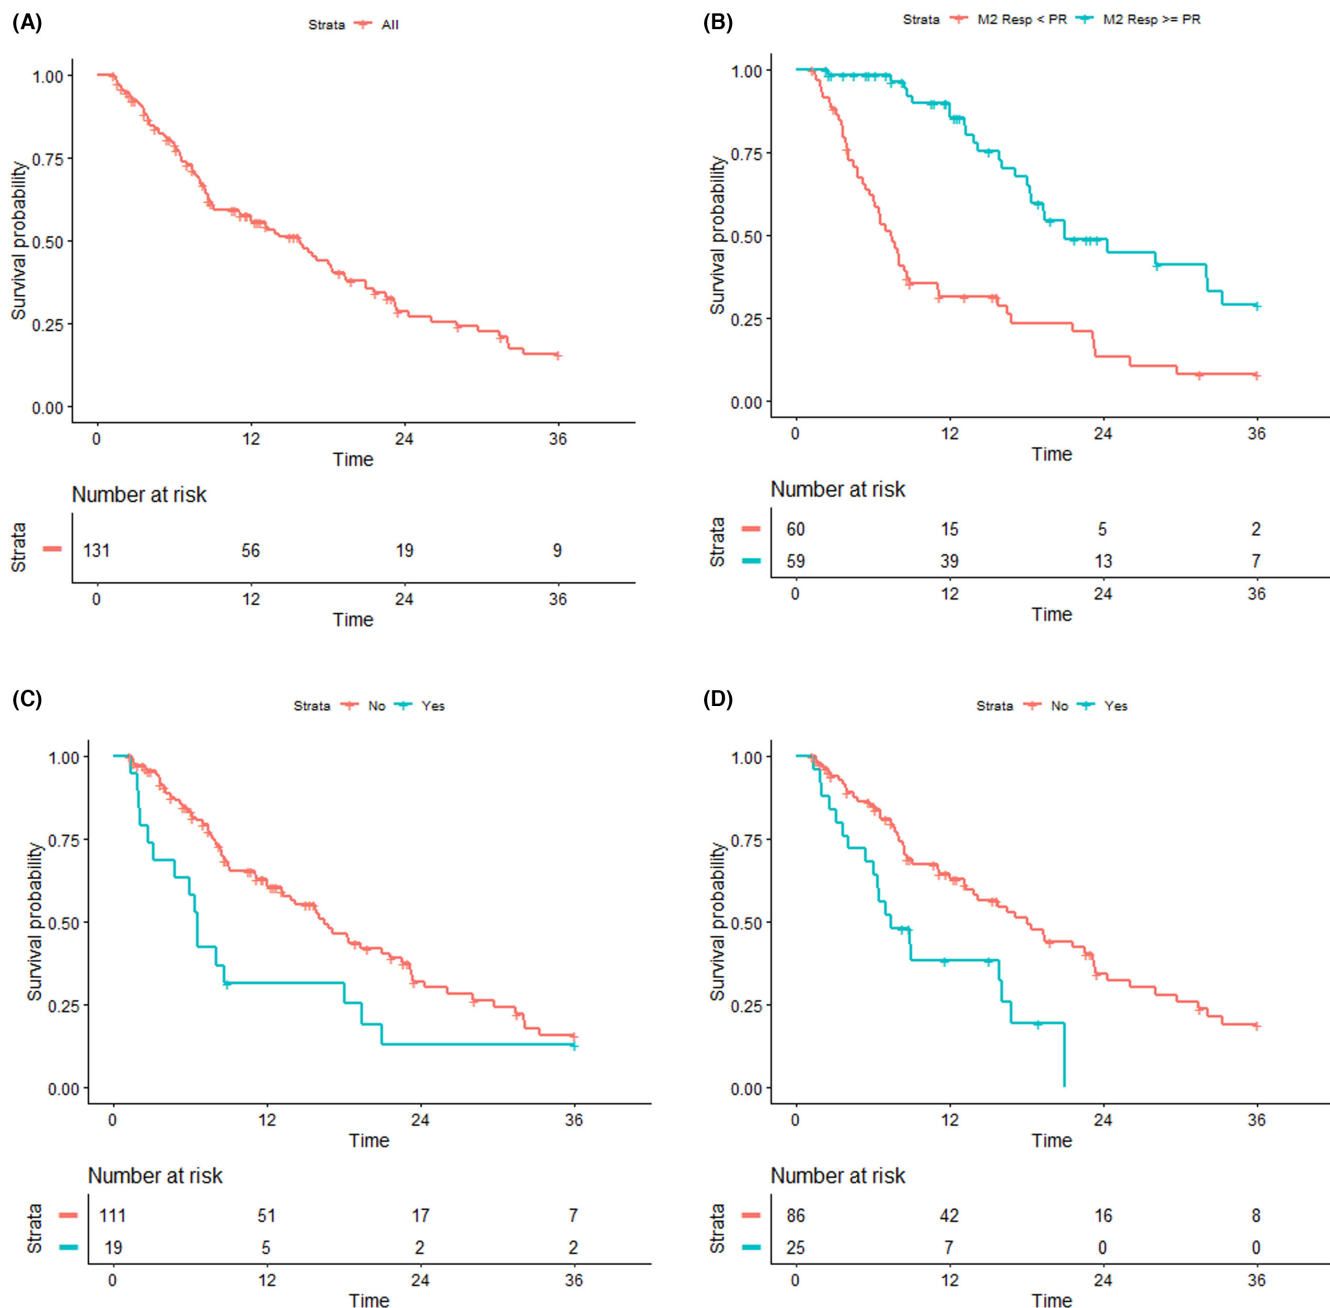 (A)
Strata All
1.00
0.75
0.50
0.25
0.00
Survival probability
0 12 24 36
Time
Number at risk
Strata
131 56 19 9
0 12 24 36
Time
(B)
Strata M2 Resp < PR M2 Resp >= PR
1.00
0.75
0.50
0.25
0.00
Survival probability
0 12 24 36
Time
Number at risk
Strata
60 15 5 2
59 39 13 7
0 12 24 36
Time
(C)
Strata No Yes
1.00
0.75
0.50
0.25
0.00
Survival probability
0 12 24 36
Time
Number at risk
Strata
111 51 17 7
19 5 2 2
0 12 24 36
Time
(D)
Strata No Yes
1.00
0.75
0.50
0.25
0.00
Survival probability
0 12 24 36
Time
Number at risk
Strata
86 42 16 8
25 7 0 0
0 12 24 36
Time